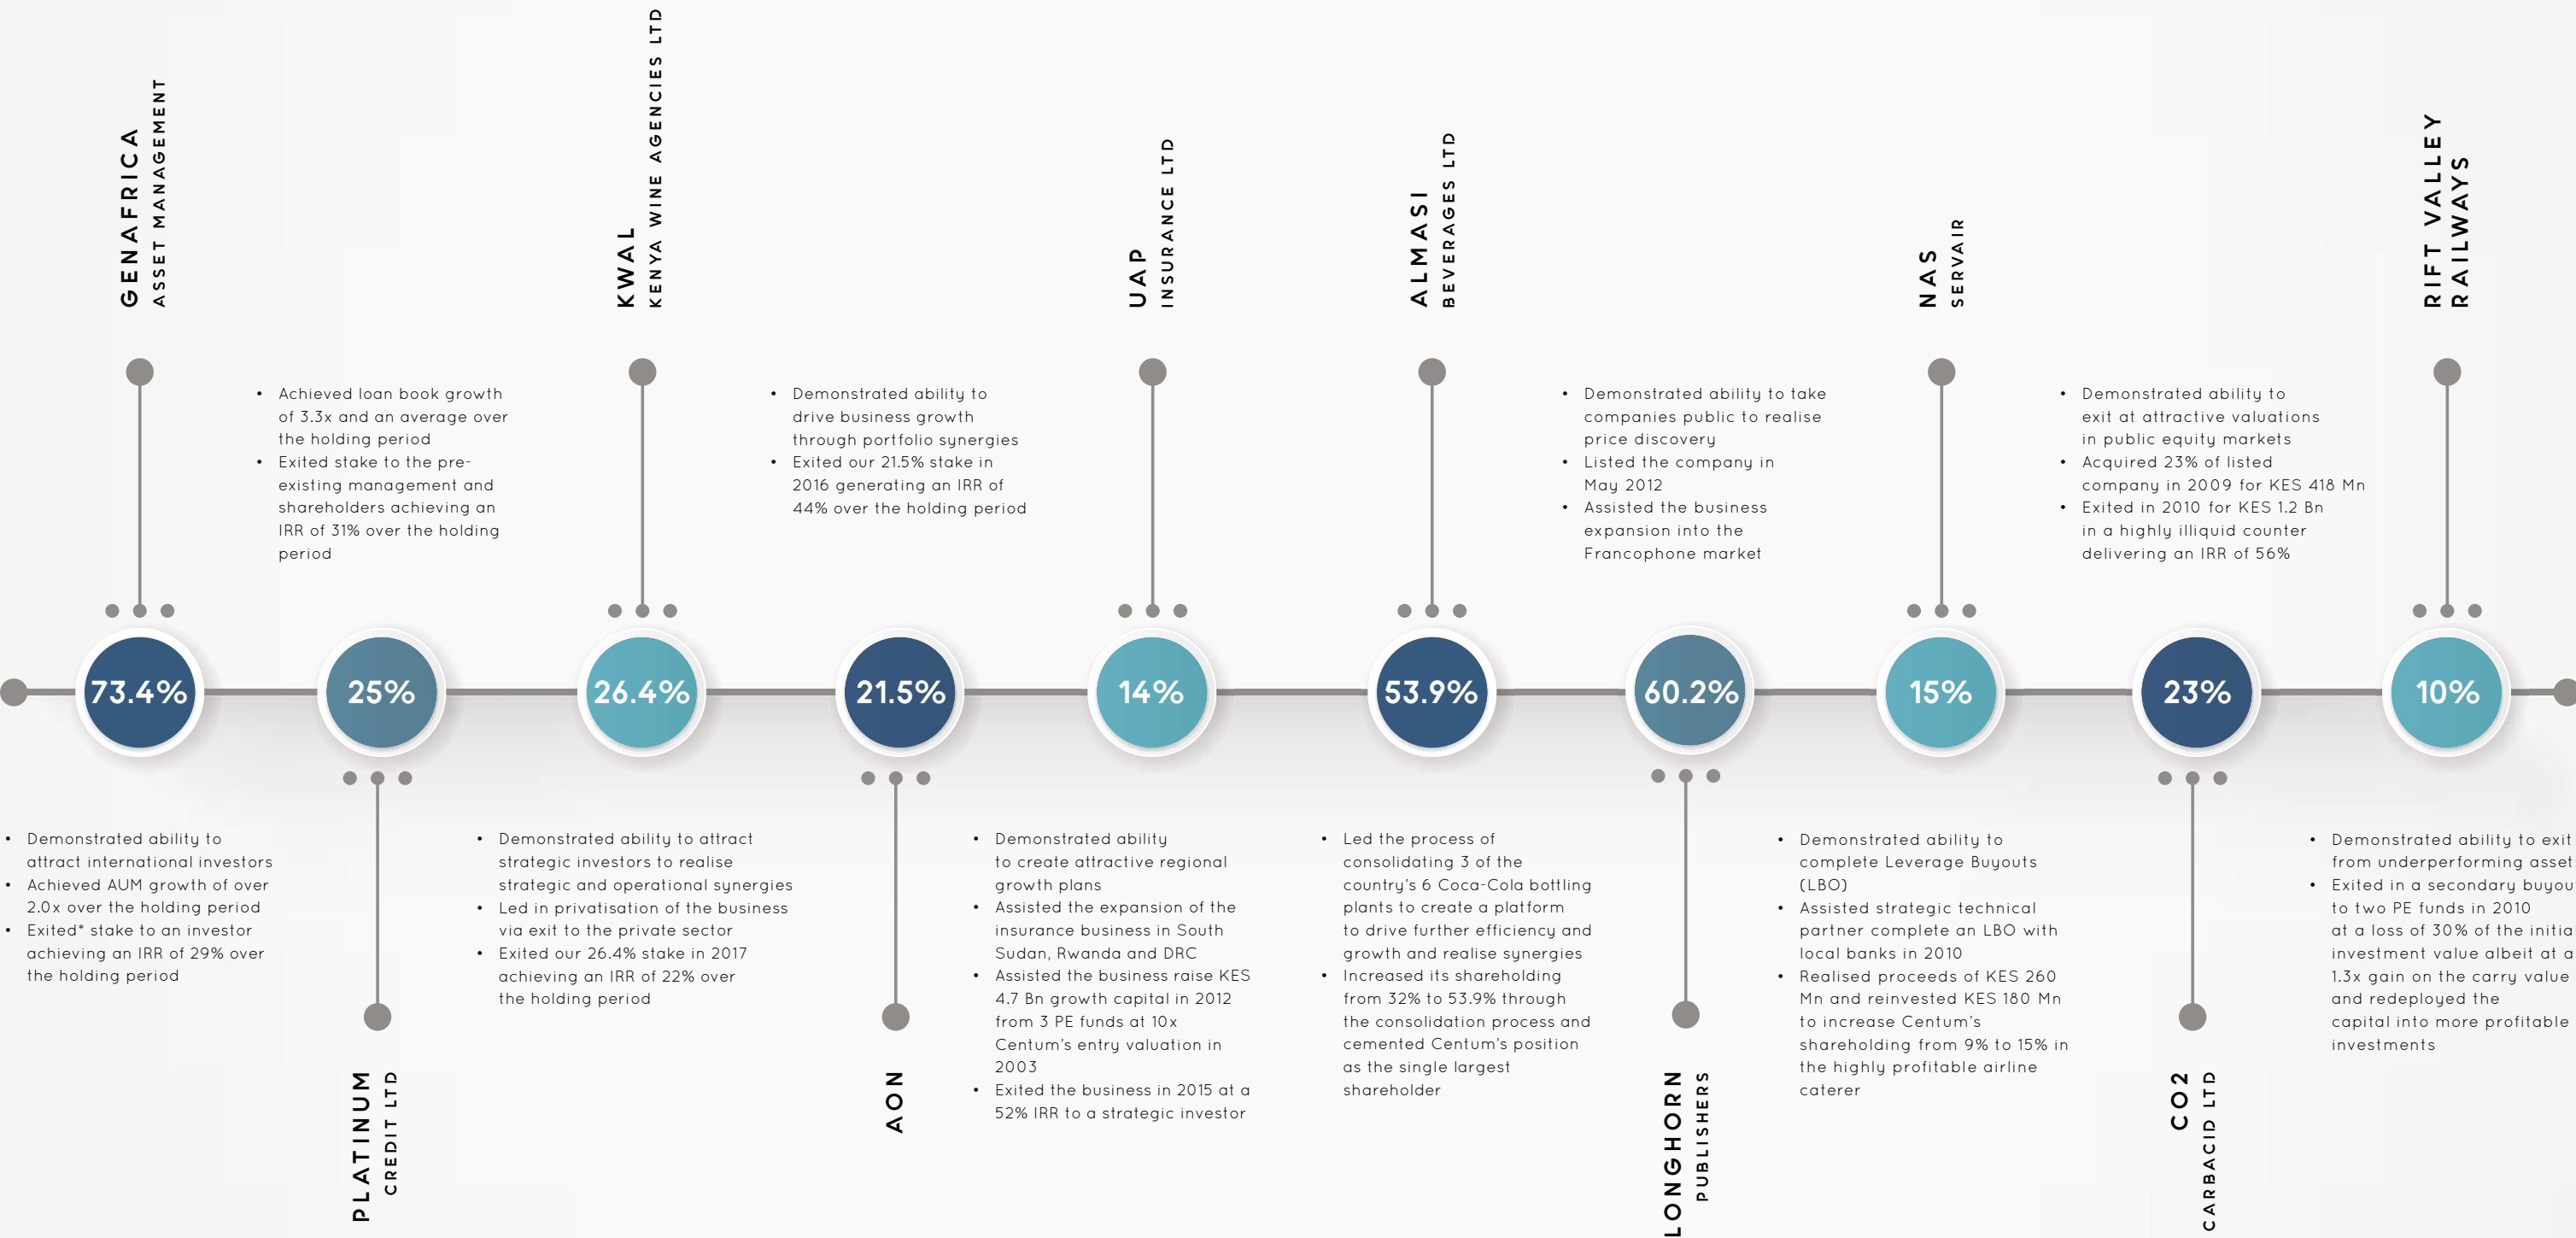 GENAFRICA
ASSET MANAGEMENT
73.4%
• Demonstrated ability to
attract international investors
• Achieved AUM growth of over
2.0x over the holding period
• Exited* stake to an investor
achieving an IRR of 29% over
the holding period
• Achieved loan book growth
of 3.3x and an average over
the holding period
• Exited stake to the pre-
existing management and
shareholders achieving an
IRR of 31% over the holding
period
25%
PLATINUM
CREDIT LTD
KWAL
KENYA WINE AGENCIES LTD
26.4%
• Demonstrated ability to attract
strategic investors to realise
strategic and operational synergies
• Led in privatisation of the business
via exit to the private sector
• Exited our 26.4% stake in 2017
achieving an IRR of 22% over
the holding period
• Demonstrated ability to
drive business growth
through portfolio synergies
• Exited our 21.5% stake in
2016 generating an IRR of
44% over the holding period
21.5%
AON
UAP
INSURANCE LTD
14%
• Demonstrated ability
to create attractive regional
growth plans
• Assisted the expansion of the
insurance business in South
Sudan, Rwanda and DRC
• Assisted the business raise KES
4.7 Bn growth capital in 2012
from 3 PE funds at 10x
Centum's entry valuation in
2003
• Exited the business in 2015 at a
52% IRR to a strategic investor
ALMASI
BEVERAGES LTD
53.9%
• Led the process of
consolidating 3 of the
country's 6 Coca-Cola bottling
plants to create a platform
to drive further efficiency and
growth and realise synergies
• Increased its shareholding
from 32% to 53.9% through
the consolidation process and
cemented Centum's position
as the single largest
shareholder
• Demonstrated ability to take
companies public to realise
price discovery
• Listed the company in
May 2012
• Assisted the business
expansion into the
Francophone market
60.2%
LONGHORN
PUBLISHERS
NAS
SERVAIR
15%
• Demonstrated ability to
complete Leverage Buyouts
(LBO)
• Assisted strategic technical
partner complete an LBO with
local banks in 2010
• Realised proceeds of KES 260
Mn and reinvested KES 180 Mn
to increase Centum's
shareholding from 9% to 15% in
the highly profitable airline
caterer
• Demonstrated ability to
exit at attractive valuations
in public equity markets
• Acquired 23% of listed
company in 2009 for KES 418 Mn
• Exited in 2010 for KES 1.2 Bn
in a highly illiquid counter
delivering an IRR of 56%
23%
CO2
CARBACID LTD
RIFT VALLEY
RAILWAYS
10%
• Demonstrated ability to exit
from underperforming asset
• Exited in a secondary buyou
to two PE funds in 2010
at a loss of 30% of the initial
investment value albeit at a
1.3x gain on the carry value
and redeployed the
capital into more profitable
investments